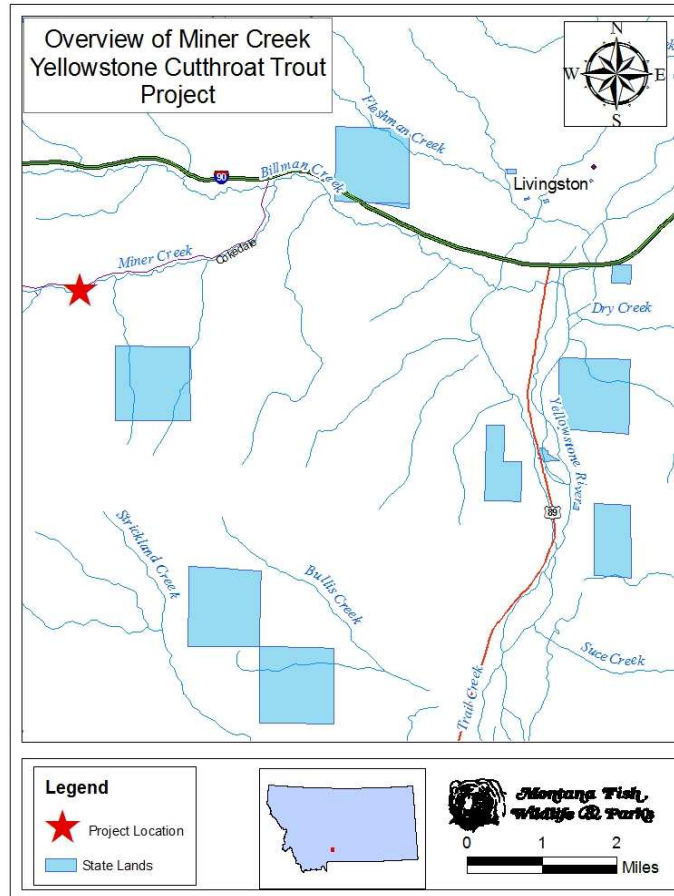 Overview of Miner Creek
Yellowstone Cutthroat Trout
Project
N
W
E
S
Fleshman Creek
Billman Creek
90
Livingston
Miner Creek
Cokedale
Dry Creek
Yellowstone River
89
Strickland Creek
Bullis Creek
Suce Creek
Trail Creek
Legend
Project Location
State Lands
Montana Fish
Wildlife & Parks
0 1 2
Miles